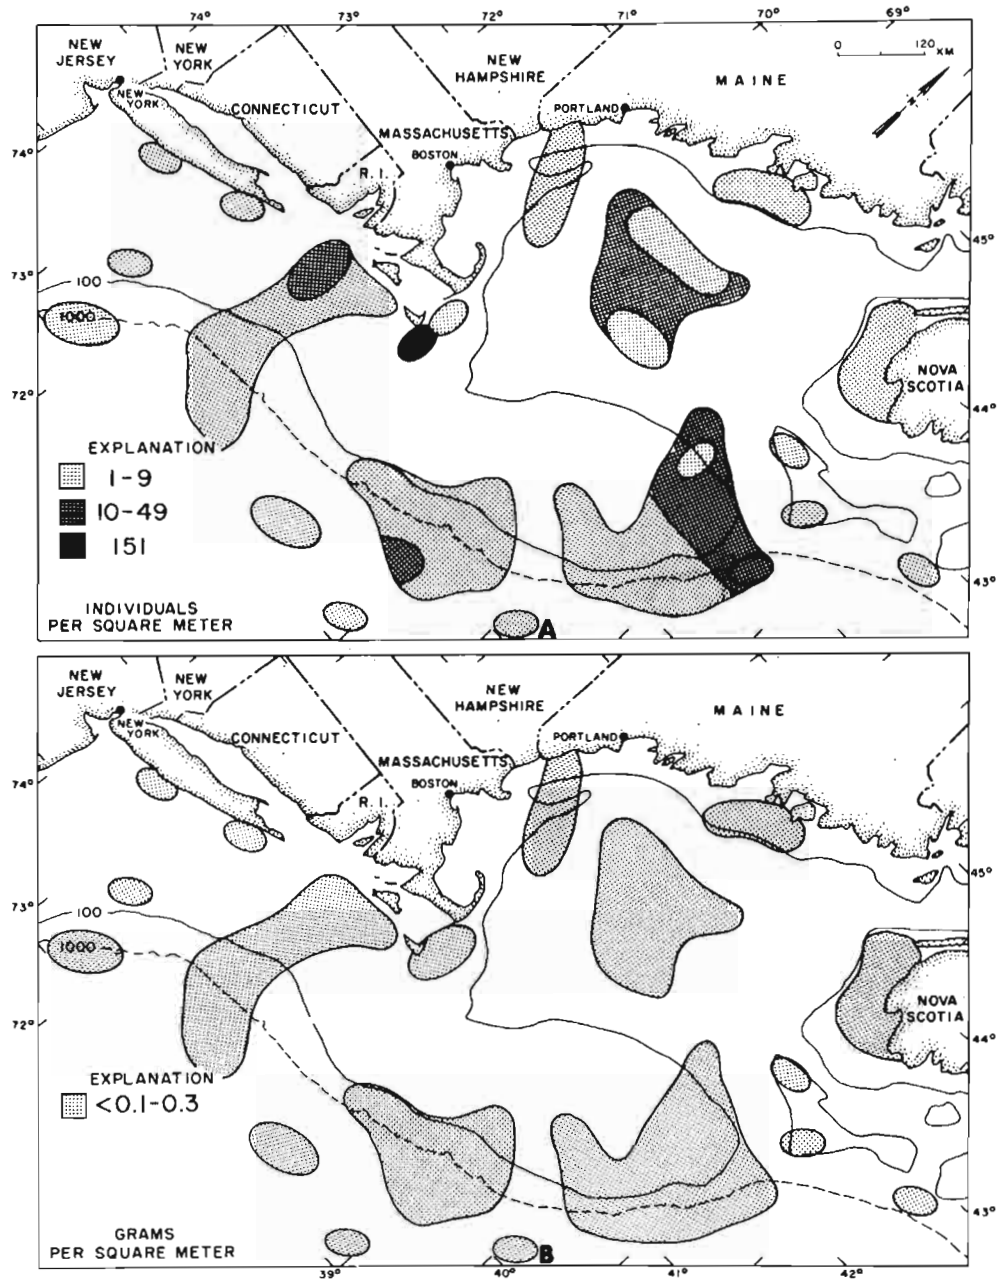 74° 73° 72° 71° 70° 69°
NEW JERSEY
NEW YORK
NEW YORK
CONNECTICUT
NEW HAMPSHIRE
MAINE
0 120 KM
PORTLAND
MASSACHUSETTS
BOSTON
R. I.
74°
73°
72°
45°
44°
43°
100
1000
NOVA SCOTIA
EXPLANATION
1-9
10-49
151
INDIVIDUALS
PER SQUARE METER
A
NEW JERSEY
NEW YORK
NEW YORK
CONNECTICUT
NEW HAMPSHIRE
MAINE
PORTLAND
MASSACHUSETTS
BOSTON
R. I.
74°
73°
72°
45°
44°
43°
100
1000
NOVA SCOTIA
EXPLANATION
<0.1-0.3
GRAMS
PER SQUARE METER
B
39° 40° 41° 42°